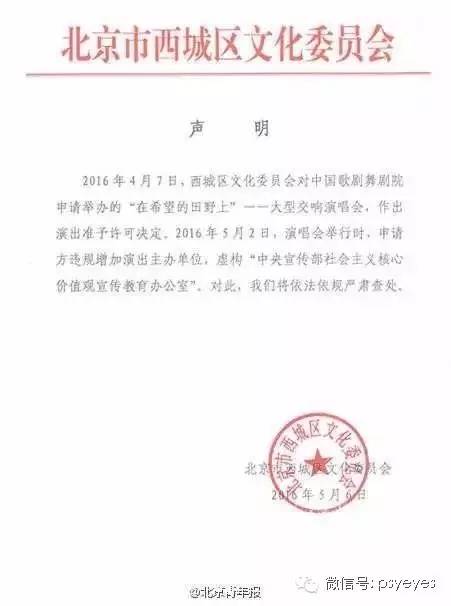 北京市西城区文化委员会
声 明
2016年4月7日，西城区文化委员会对中国歌剧舞剧院
申请举办的“在希望的田野上”——大型交响演唱会，作出
演出准予许可决定。2016年5月2日，演唱会举行时，申请
方违规增加演出主办单位，虚构“中央宣传部社会主义核心
价值观宣传教育办公室”。对此，我们将依法依规严肃查处。
北京市西城区文化委员会
北京市西城区文化委员会
2016年5月6日
@北京青年报
微信号: psyeyes